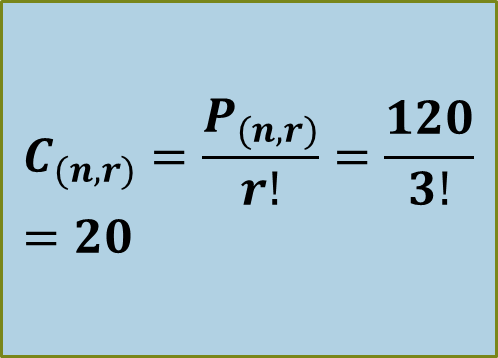 C(n,r) = P(n,r)/r! = 120/3!
= 20